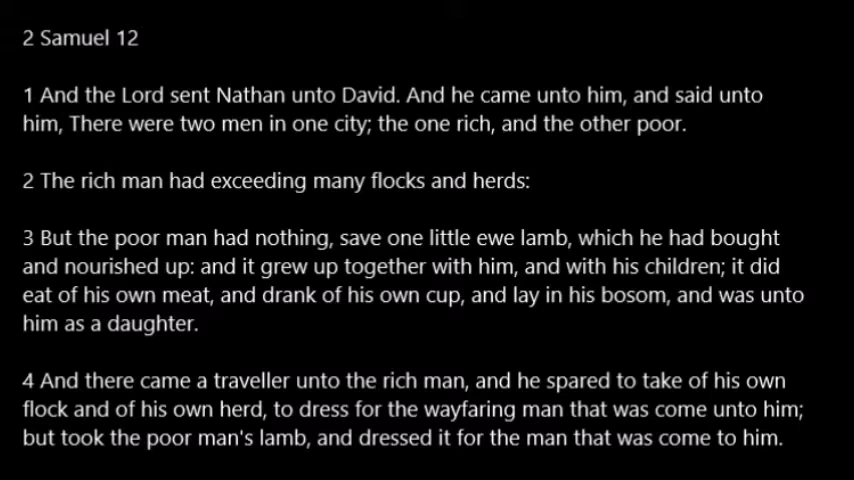 2 Samuel 12
1 And the Lord sent Nathan unto David. And he came unto him, and said unto
him, There were two men in one city; the one rich, and the other poor.
2 The rich man had exceeding many flocks and herds:
3 But the poor man had nothing, save one little ewe lamb, which he had bought
and nourished up: and it grew up together with him, and with his children; it did
eat of his own meat, and drank of his own cup, and lay in his bosom, and was unto
him as a daughter.
4 And there came a traveller unto the rich man, and he spared to take of his own
flock and of his own herd, to dress for the wayfaring man that was come unto him;
but took the poor man's lamb, and dressed it for the man that was come to him.